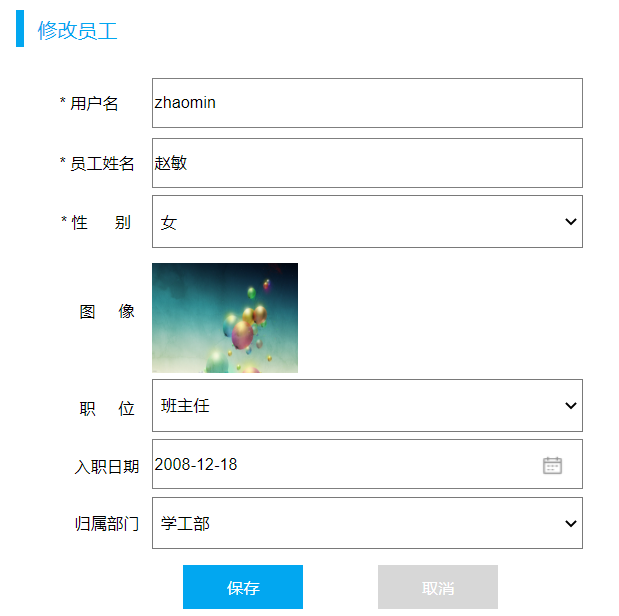 修改员工
* 用户名 zhaomin
* 员工姓名 赵敏
* 性 别 女
图 像
职 位 班主任
入职日期 2008-12-18
归属部门 学工部
保存 取消